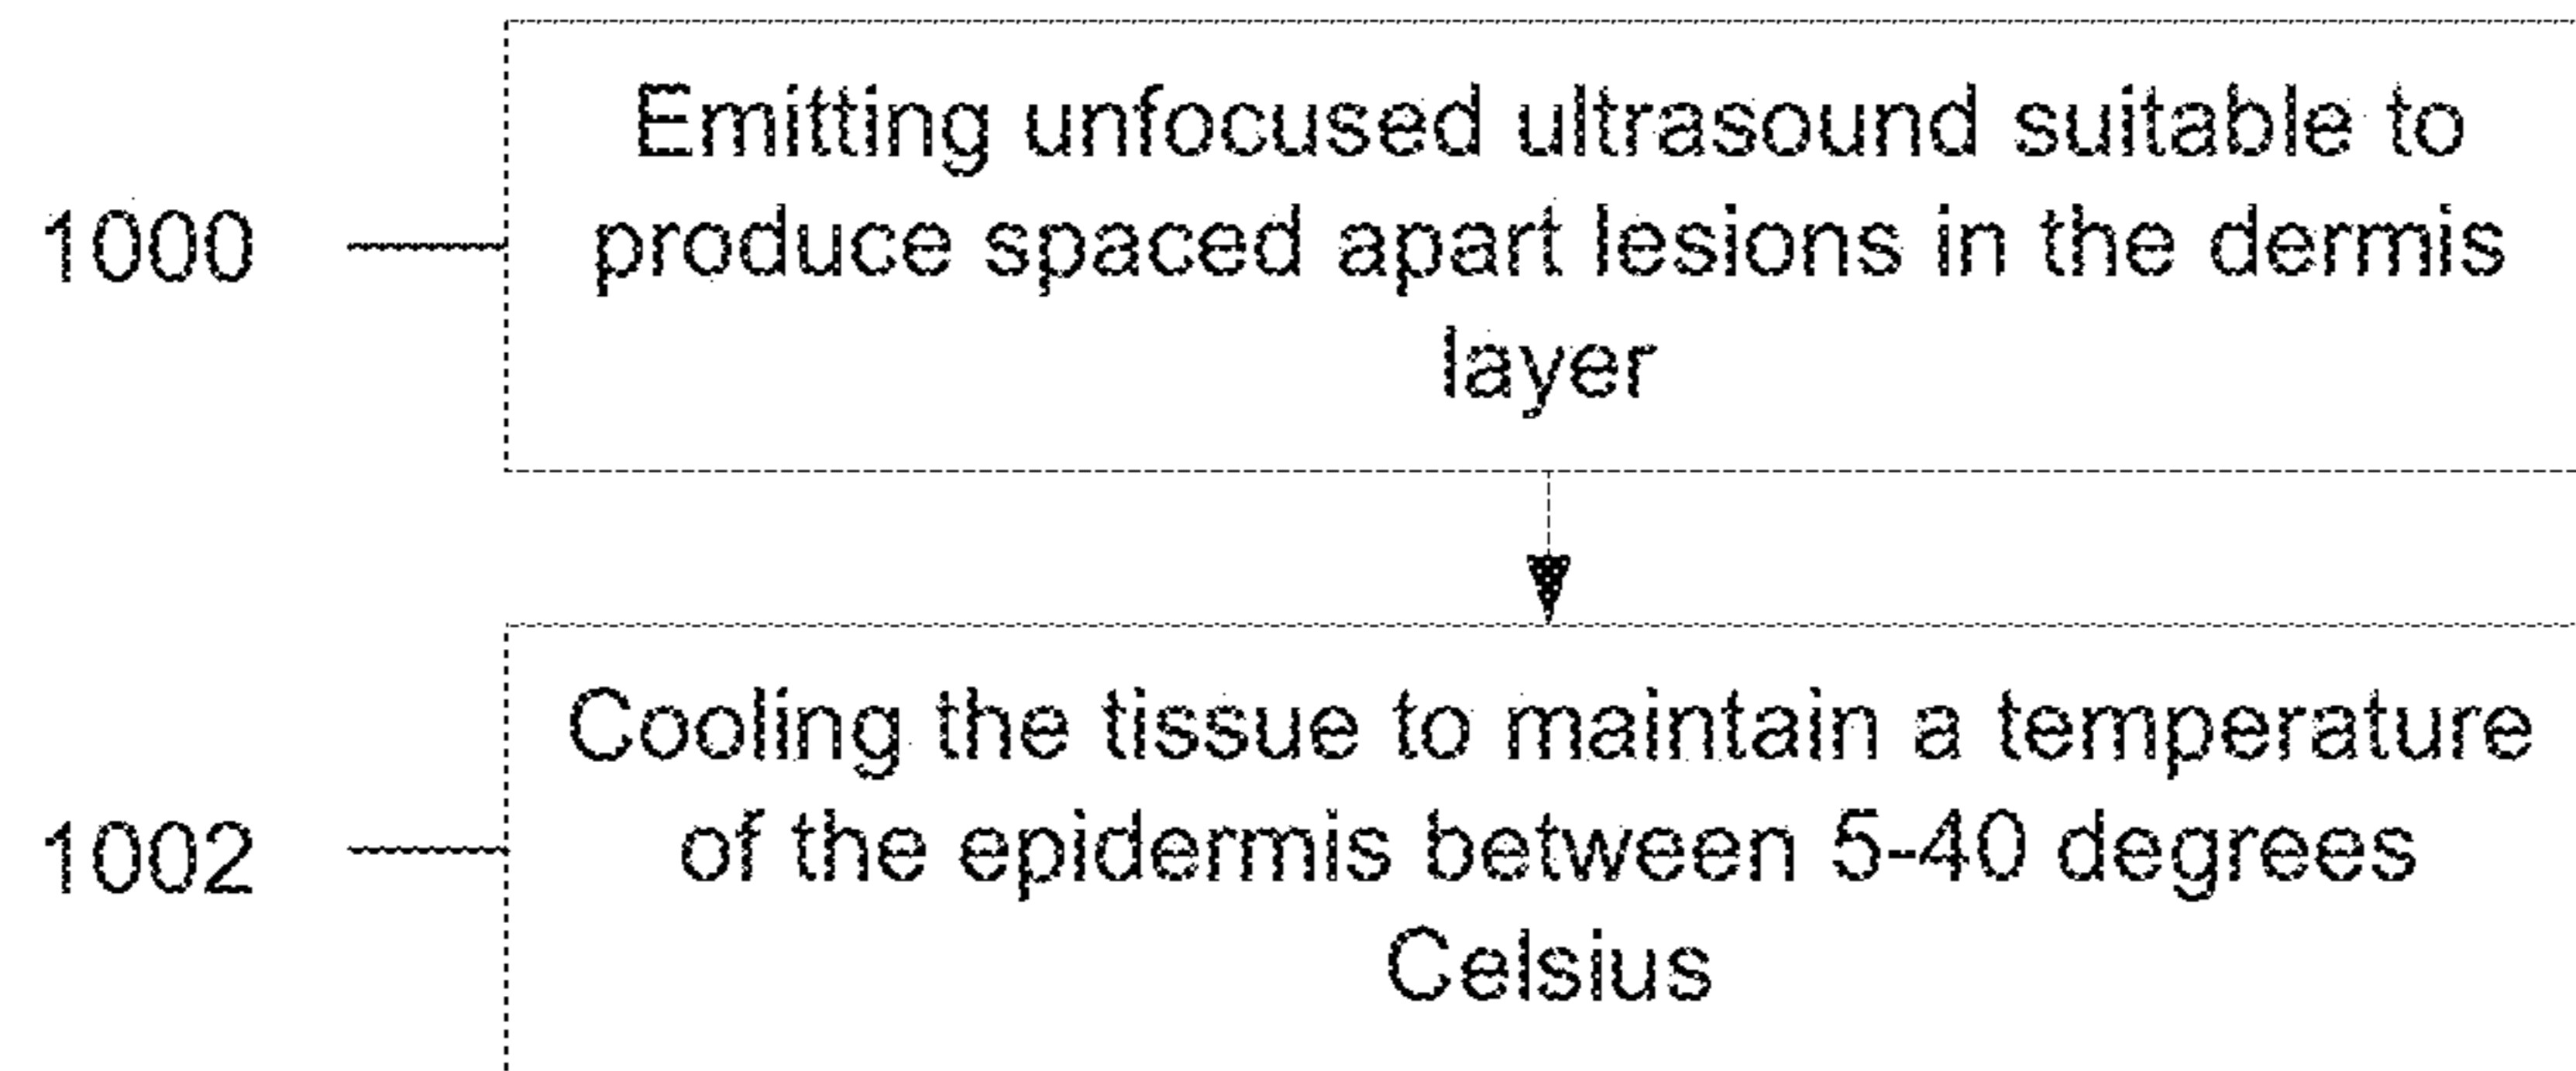 Emitting unfocused ultrasound suitable to
1000 produce spaced apart lesions in the dermis
layer
Cooling the tissue to maintain a temperature
1002 of the epidermis between 5-40 degrees
Celsius